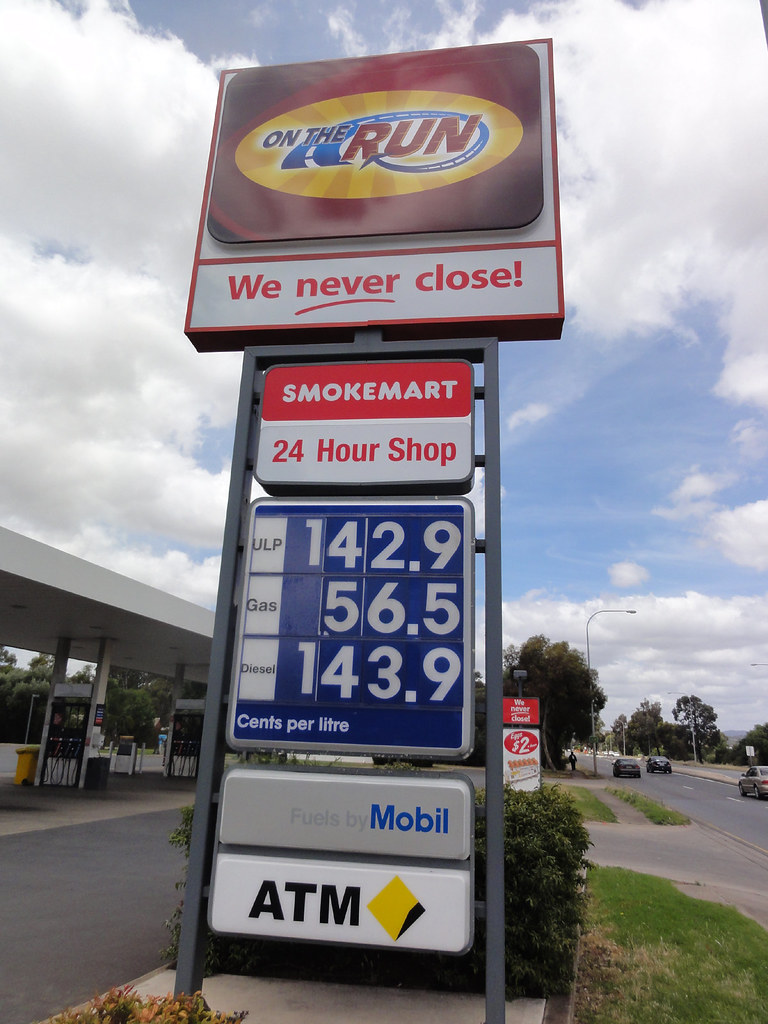 ON THE RUN
We never close!
SMOKEMART
24 Hour Shop
ULP 142.9
Gas 56.5
Diesel 143.9
Cents per litre
Fuels by Mobil
ATM
We
never
close!
$2